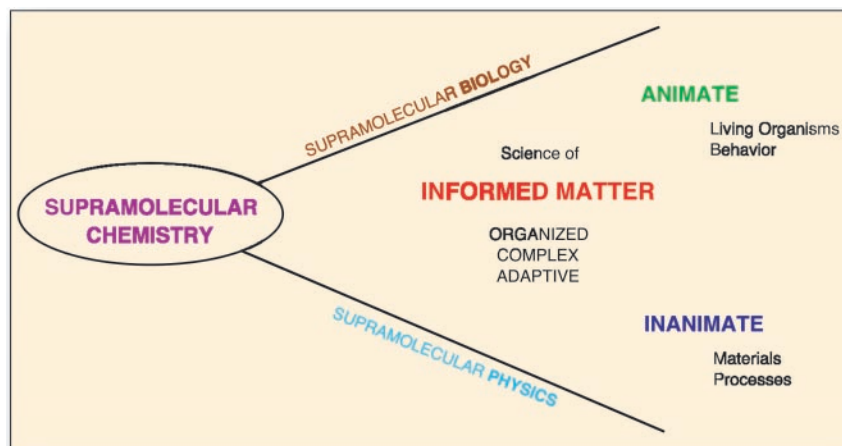 SUPRAMOLECULAR
CHEMISTRY
SUPRAMOLECULAR BIOLOGY
Science of
INFORMED MATTER
ORGANIZED
COMPLEX
ADAPTIVE
SUPRAMOLECULAR PHYSICS
ANIMATE
Living Organisms
Behavior
INANIMATE
Materials
Processes